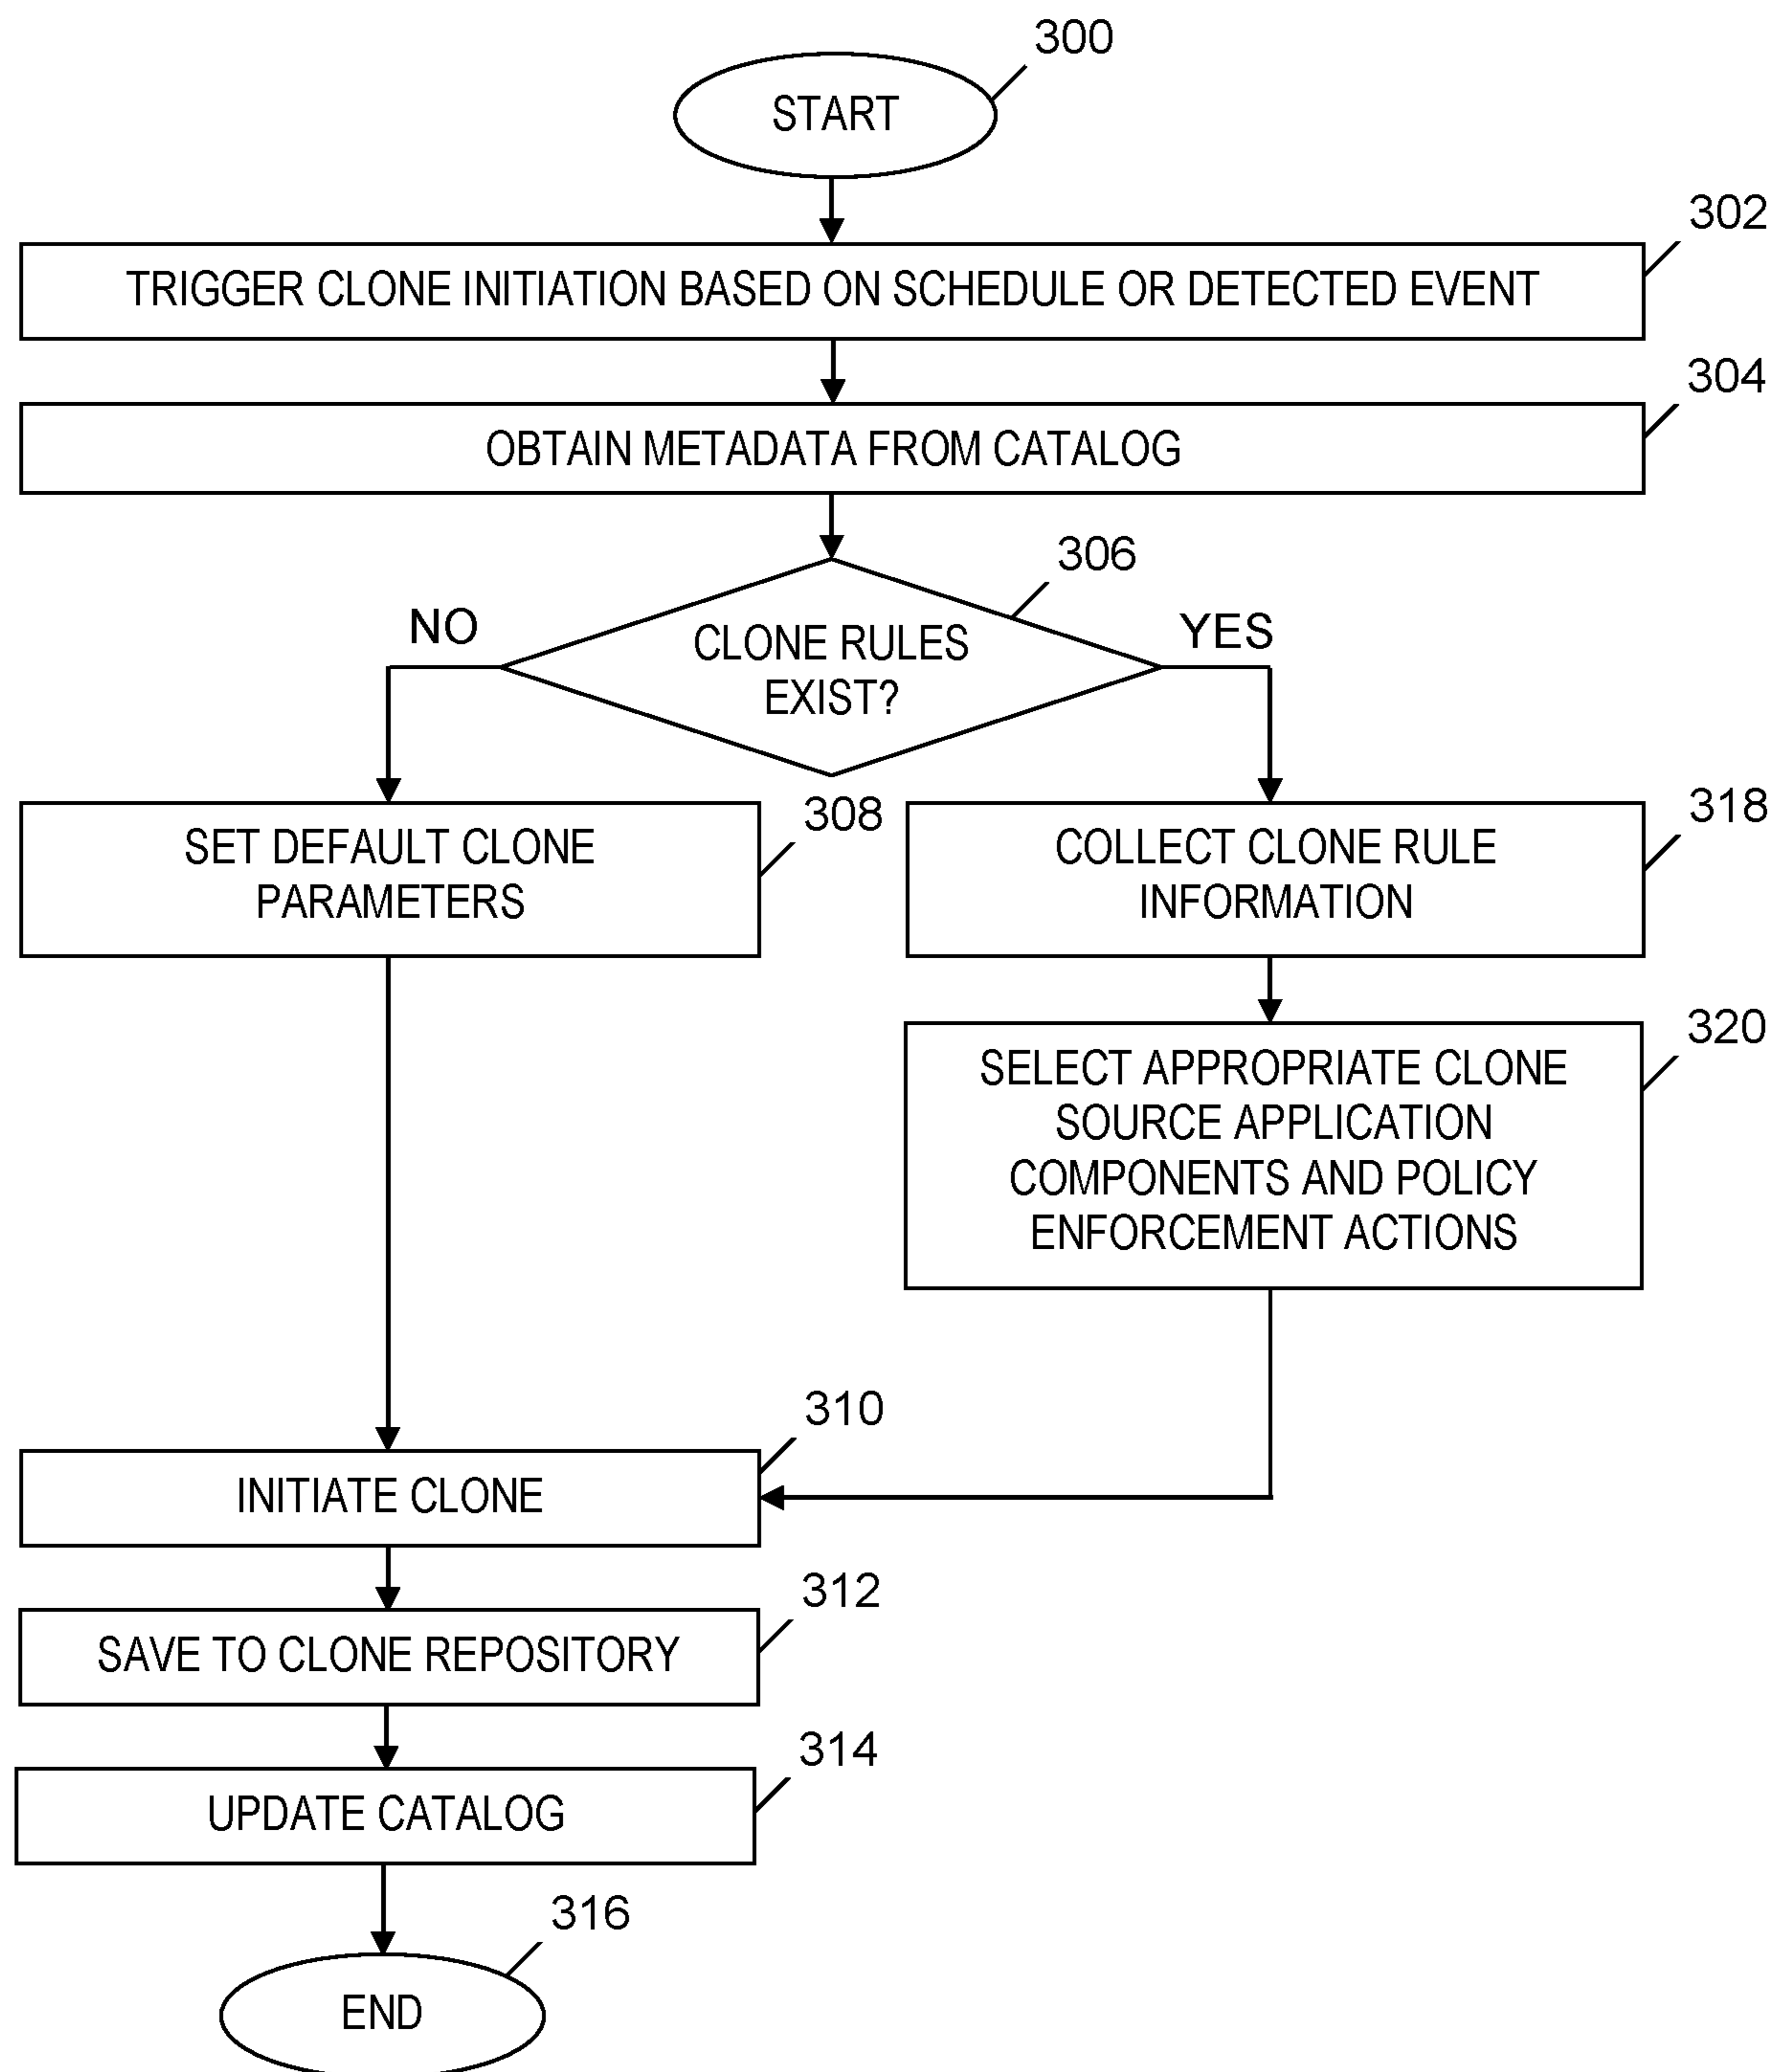 300
START
302
TRIGGER CLONE INITIATION BASED ON SCHEDULE OR DETECTED EVENT
304
OBTAIN METADATA FROM CATALOG
306
NO
YES
CLONE RULES
EXIST?
308
SET DEFAULT CLONE
PARAMETERS
318
COLLECT CLONE RULE
INFORMATION
320
SELECT APPROPRIATE CLONE
SOURCE APPLICATION
COMPONENTS AND POLICY
ENFORCEMENT ACTIONS
310
INITIATE CLONE
312
SAVE TO CLONE REPOSITORY
314
UPDATE CATALOG
316
END